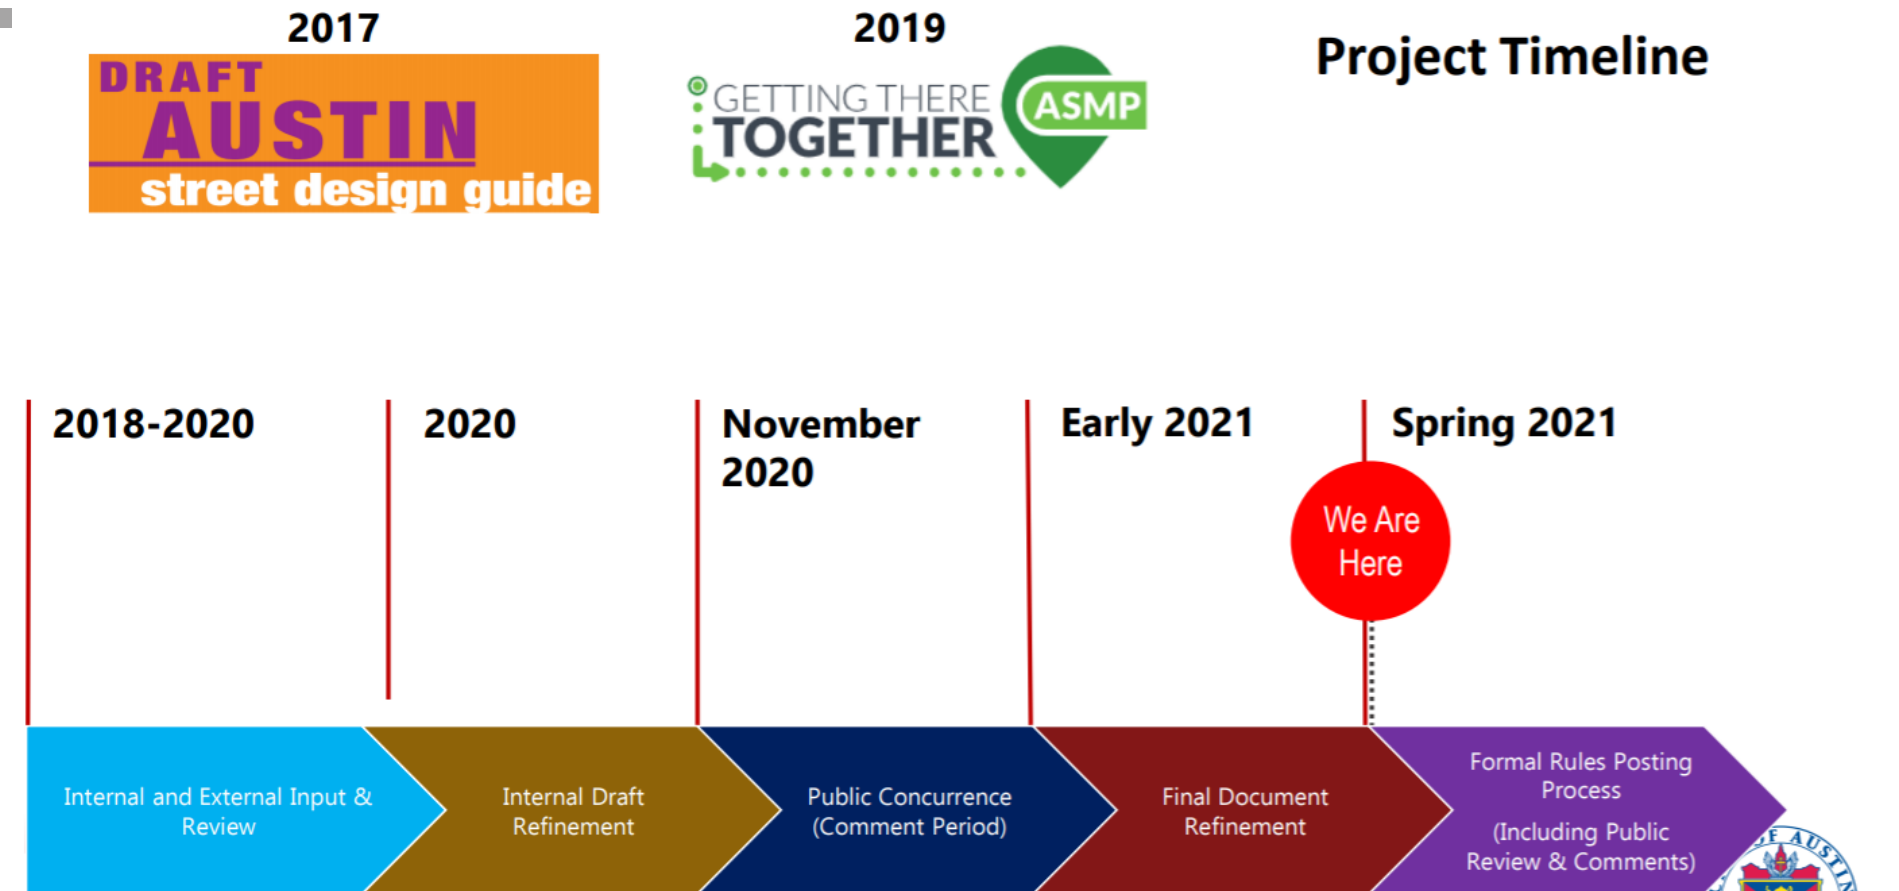 2017
DRAFT
AUSTIN
street design guide
2019
GETTING THERE
TOGETHER
ASMP
Project Timeline
2018-2020
2020
November
2020
Early 2021
Spring 2021
We Are
Here
Internal and External Input &
Review
Internal Draft
Refinement
Public Concurrence
(Comment Period)
Final Document
Refinement
Formal Rules Posting
Process
(Including Public
Review & Comments)
OF AUSTIN